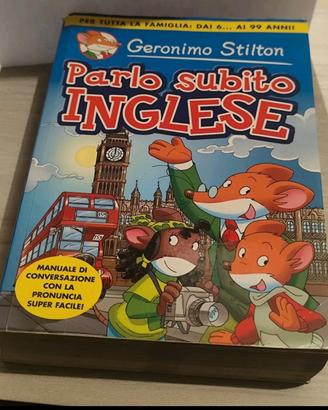 PER TUTTA LA FAMIGLIA: DAI 6... AI 99 ANNI!
Geronimo Stilton
Parlo subito
INGLESE
MANUALE DI
CONVERSAZIONE
CON LA
PRONUNCIA
SUPER FACILE!